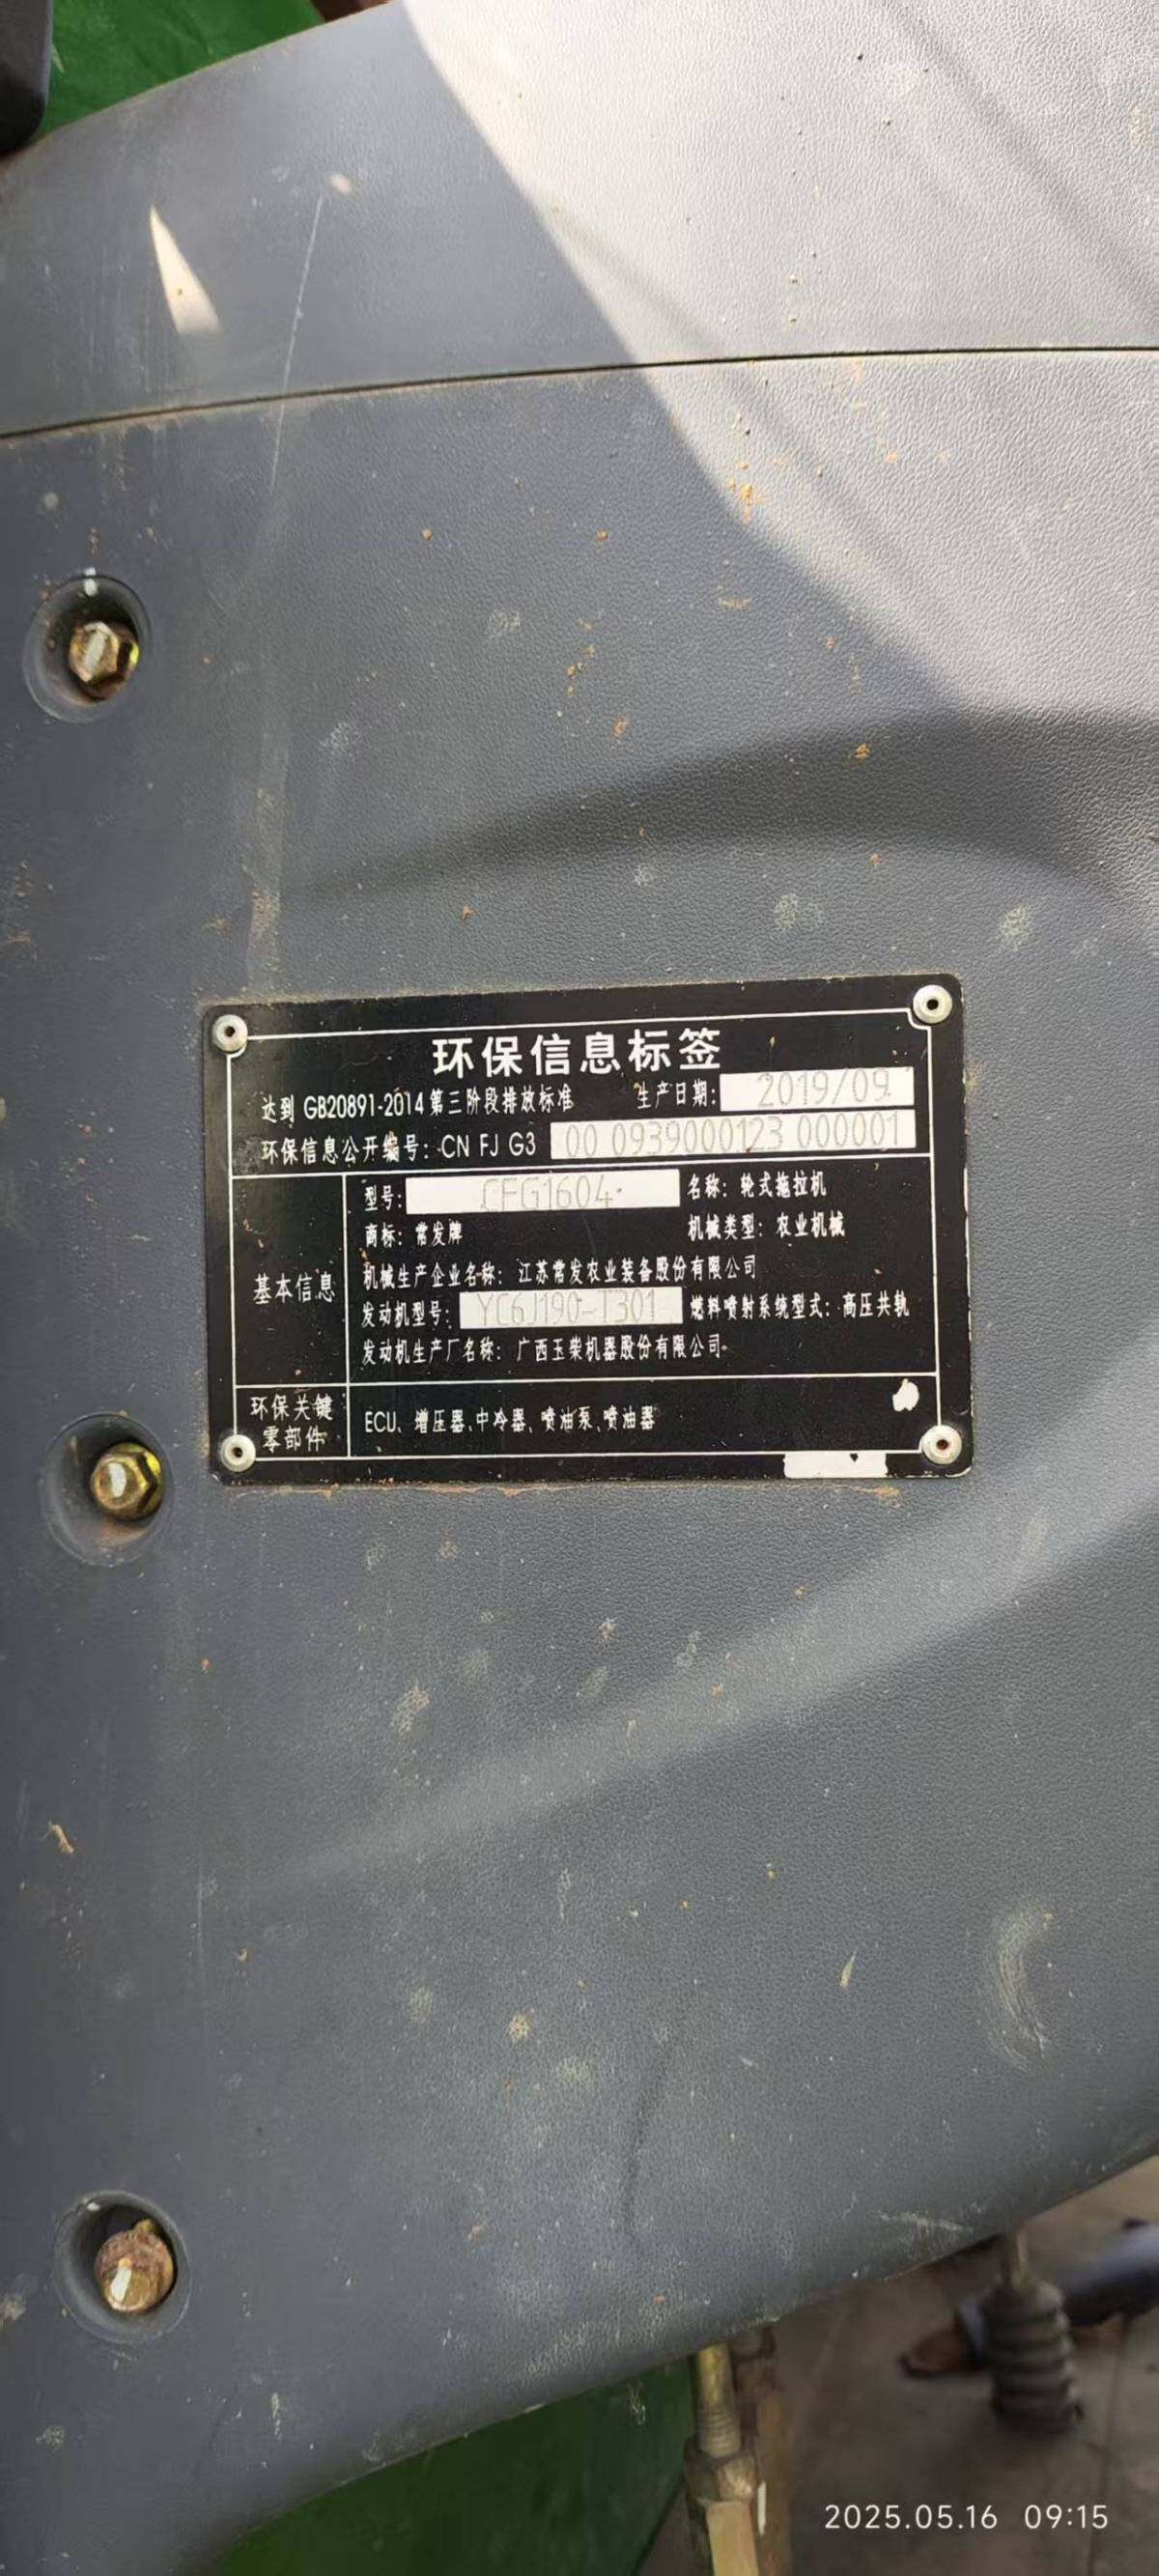 环保信息标签
达到 GB20891-2014 第三阶段排放标准 生产日期: 2019/09
环保信息公开编号: CN FJ G3 00 0939000123 000001
基本信息
型号: CFG1604 名称: 轮式拖拉机
商标: 常发牌 机械类型: 农业机械
机械生产企业名称: 江苏常发农业装备股份有限公司
发动机型号: YC6J190-T301 燃料喷射系统型式: 高压共轨
发动机生产厂名称: 广西玉柴机器股份有限公司
环保关键
零部件
ECU、增压器、中冷器、喷油泵、喷油器
2025.05.16 09:15